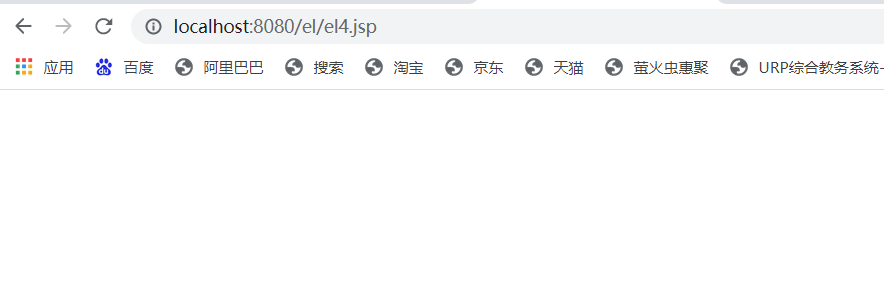 localhost:8080/el/el4.jsp
应用 百度 阿里巴巴 搜索 淘宝 京东 天猫 萤火虫惠聚 URP综合教务系统-